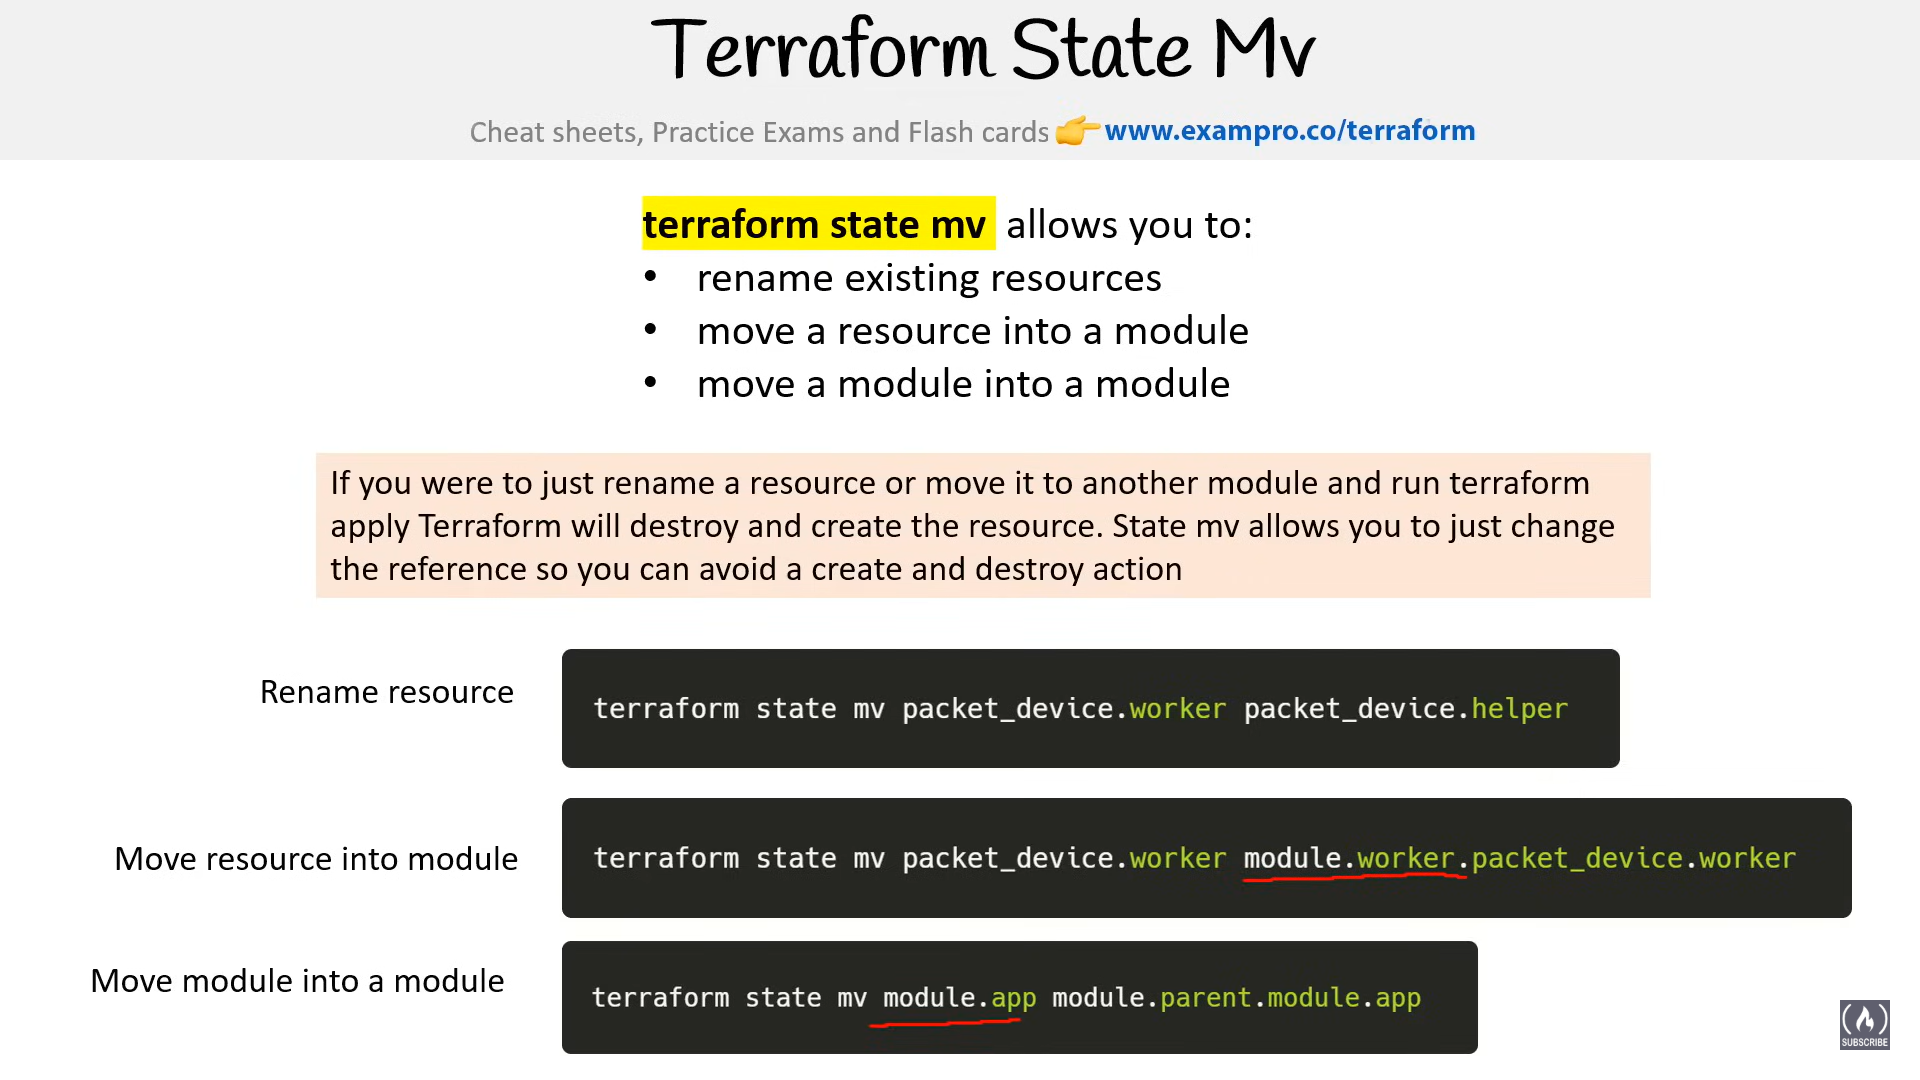 Terraform State Mv
Cheat sheets, Practice Exams and Flash cards 👉 www.exampro.co/terraform
terraform state mv allows you to:
• rename existing resources
• move a resource into a module
• move a module into a module
If you were to just rename a resource or move it to another module and run terraform
apply Terraform will destroy and create the resource. State mv allows you to just change
the reference so you can avoid a create and destroy action
Rename resource
terraform state mv packet_device.worker packet_device.helper
Move resource into module
terraform state mv packet_device.worker module.worker.packet_device.worker
Move module into a module
terraform state mv module.app module.parent.module.app
SUBSCRIBE